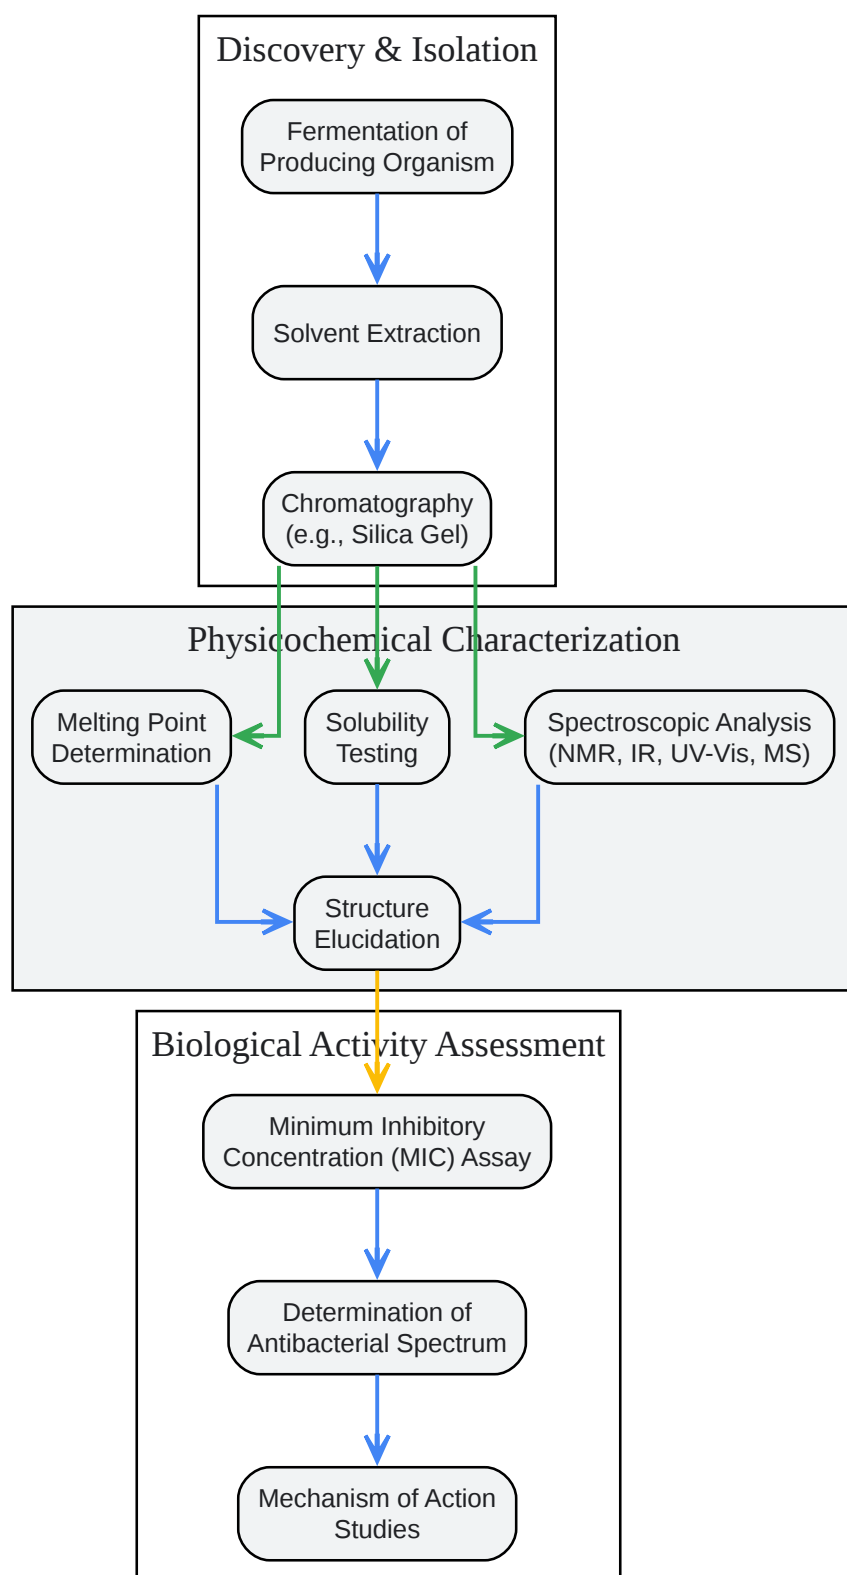 Discovery & Isolation
Fermentation of
Producing Organism
Solvent Extraction
Chromatography
(e.g., Silica Gel)
Physicochemical Characterization
Melting Point
Determination
Solubility
Testing
Spectroscopic Analysis
(NMR, IR, UV-Vis, MS)
Structure
Elucidation
Biological Activity Assessment
Minimum Inhibitory
Concentration (MIC) Assay
Determination of
Antibacterial Spectrum
Mechanism of Action
Studies